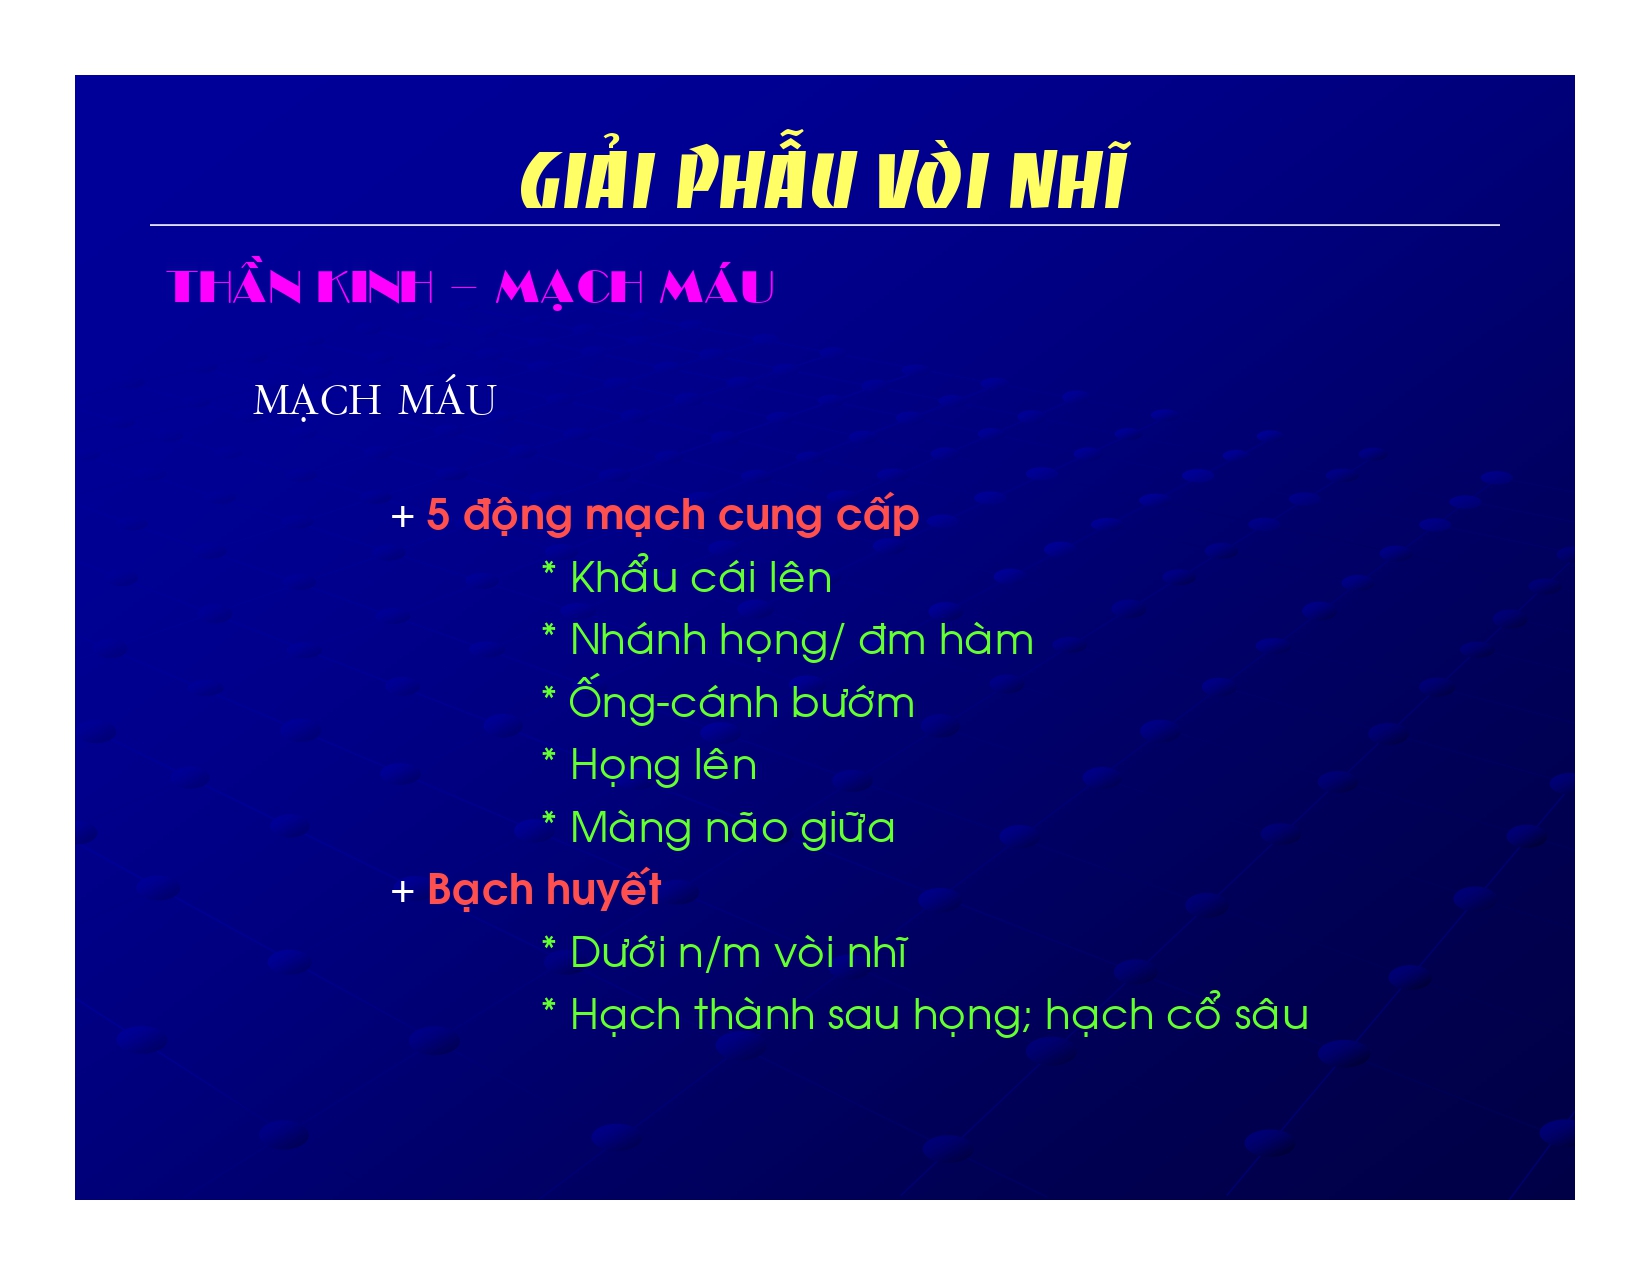 GIẢI PHẪU VÒI NHĨ
THẦN KINH – MẠCH MÁU
MẠCH MÁU
+ 5 động mạch cung cấp
* Khẩu cái lên
* Nhánh họng/ đm hàm
* Ống-cánh bướm
* Họng lên
* Màng não giữa
+ Bạch huyết
* Dưới n/m vòi nhĩ
* Hạch thành sau họng; hạch cổ sâu